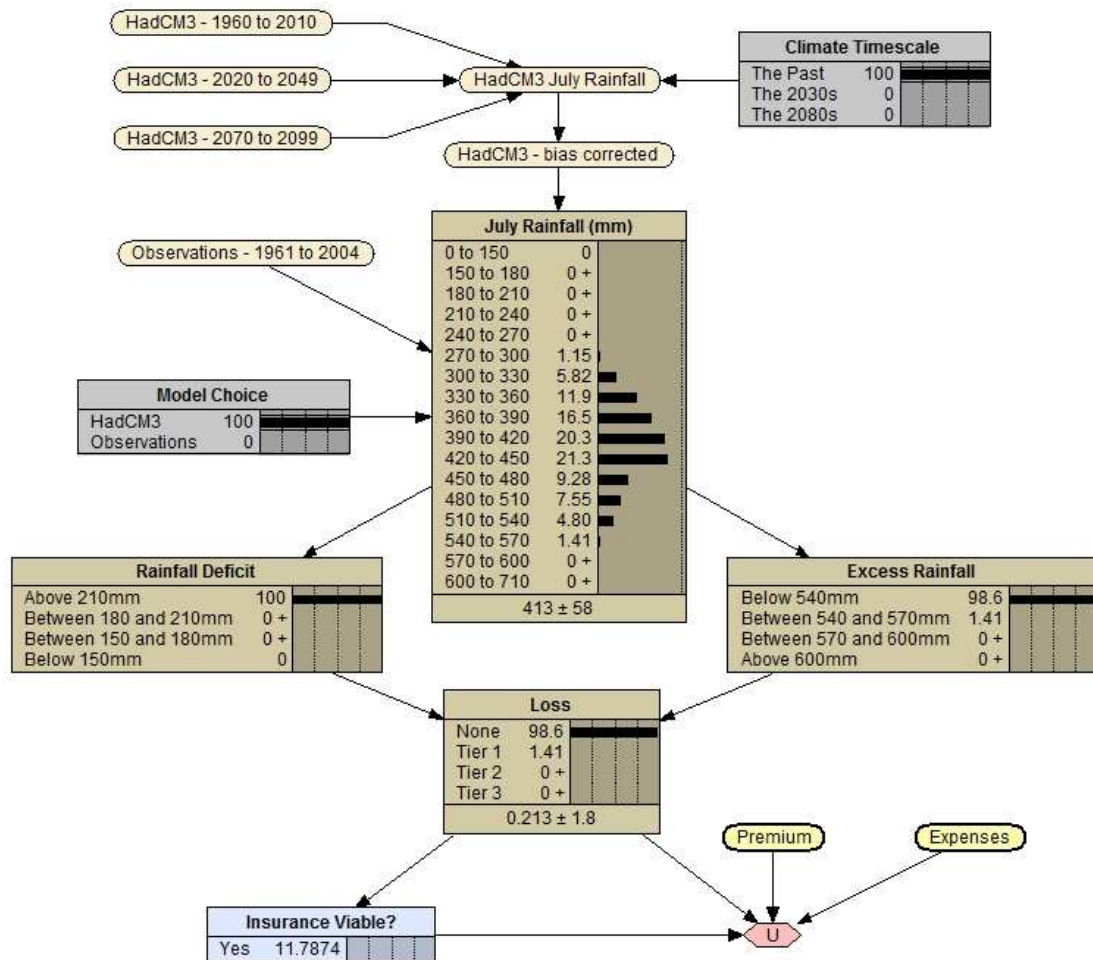 HadCM3 - 1960 to 2010
HadCM3 - 2020 to 2049
HadCM3 - 2070 to 2099
HadCM3 July Rainfall
Climate Timescale
The Past 100
The 2030s 0
The 2080s 0
HadCM3 - bias corrected
Observations - 1961 to 2004
July Rainfall (mm)
0 to 150 0
150 to 180 0 +
180 to 210 0 +
210 to 240 0 +
240 to 270 0 +
270 to 300 1.15
300 to 330 5.82
330 to 360 11.9
360 to 390 16.5
390 to 420 20.3
420 to 450 21.3
450 to 480 9.28
480 to 510 7.55
510 to 540 4.80
540 to 570 1.41
570 to 600 0 +
600 to 710 0 +
413 ± 58
Model Choice
HadCM3 100
Observations 0
Rainfall Deficit
Above 210mm 100
Between 180 and 210mm 0 +
Between 150 and 180mm 0 +
Below 150mm 0
Excess Rainfall
Below 540mm 98.6
Between 540 and 570mm 1.41
Between 570 and 600mm 0 +
Above 600mm 0 +
Loss
None 98.6
Tier 1 1.41
Tier 2 0 +
Tier 3 0 +
0.213 ± 1.8
Premium
Expenses
Insurance Viable?
Yes 11.7874
U